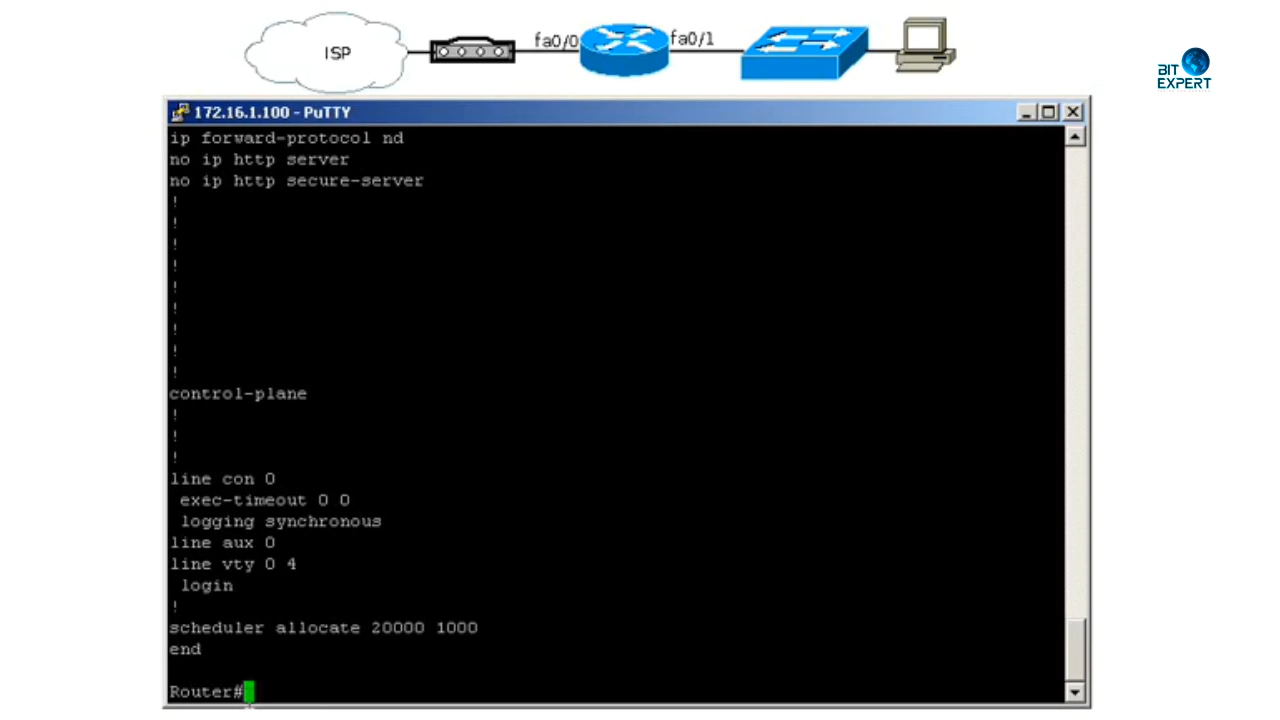 ISP
fa0/0
fa0/1
BIT
EXPERT
172.16.1.100 - PuTTY
ip forward-protocol nd
no ip http server
no ip http secure-server
!
!
!
!
!
!
!
!
!
control-plane
!
!
!
line con 0
 exec-timeout 0 0
 logging synchronous
line aux 0
line vty 0 4
 login
!
scheduler allocate 20000 1000
end
Router#